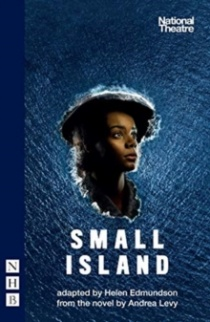 National
Theatre
SMALL
ISLAND
adapted by Helen Edmundson
from the novel by Andrea Levy
NHB